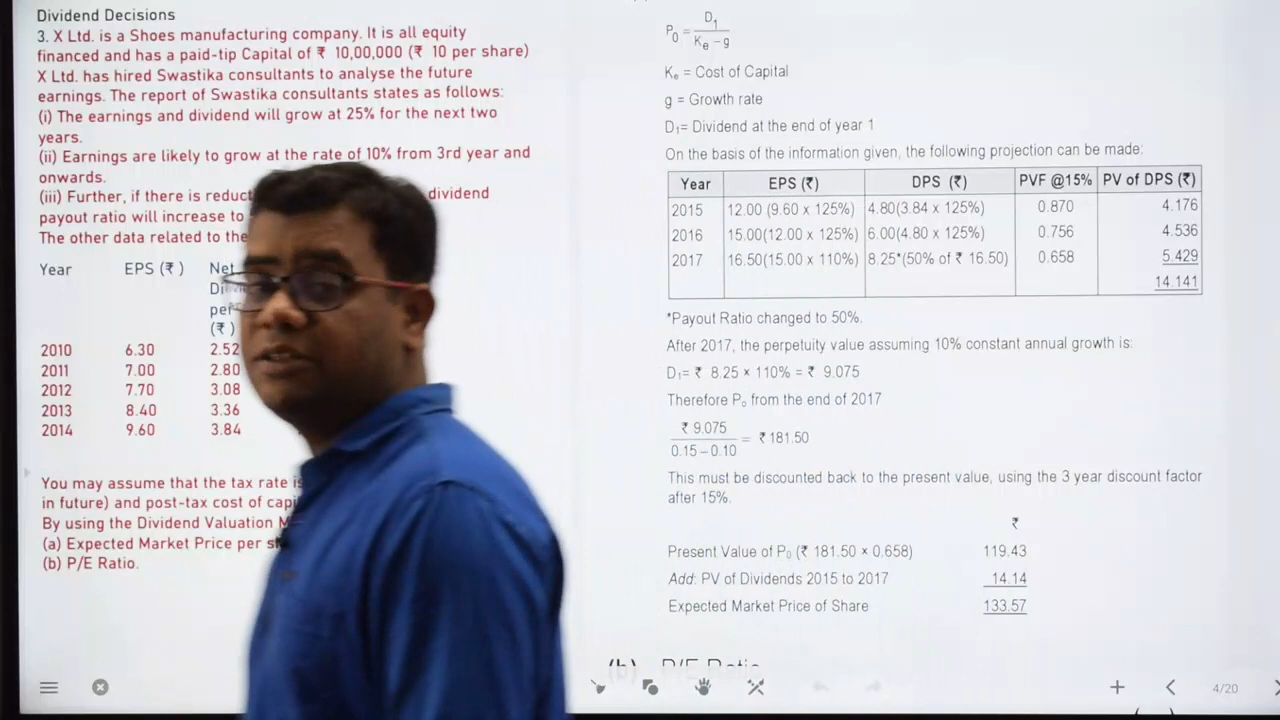 Dividend Decisions
3. X Ltd. is a Shoes manufacturing company. It is all equity
financed and has a paid-tip Capital of ₹ 10,00,000 (₹ 10 per share)
X Ltd. has hired Swastika consultants to analyse the future
earnings. The report of Swastika consultants states as follows:
(i) The earnings and dividend will grow at 25% for the next two
years.
(ii) Earnings are likely to grow at the rate of 10% from 3rd year and
onwards.
(iii) Further, if there is reduct dividend
payout ratio will increase to
The other data related to the
Year EPS (₹ ) Net
Di
per
(₹ )
2010 6.30 2.52
2011 7.00 2.80
2012 7.70 3.08
2013 8.40 3.36
2014 9.60 3.84
You may assume that the tax rate is
in future) and post-tax cost of capi
By using the Dividend Valuation M
(a) Expected Market Price per sh
(b) P/E Ratio.
P0 = D1
Ke – g
Ke = Cost of Capital
g = Growth rate
D1= Dividend at the end of year 1
On the basis of the information given, the following projection can be made:
Year EPS (₹) DPS (₹) PVF @15% PV of DPS (₹)
2015 12.00 (9.60 x 125%) 4.80(3.84 x 125%) 0.870 4.176
2016 15.00(12.00 x 125%) 6.00(4.80 x 125%) 0.756 4.536
2017 16.50(15.00 x 110%) 8.25*(50% of ₹ 16.50) 0.658 5.429
14.141
*Payout Ratio changed to 50%.
After 2017, the perpetuity value assuming 10% constant annual growth is:
D1= ₹ 8.25 × 110% = ₹ 9.075
Therefore P0 from the end of 2017
₹ 9.075
0.15 – 0.10 = ₹ 181.50
This must be discounted back to the present value, using the 3 year discount factor
after 15%.
₹
Present Value of P0 (₹ 181.50 × 0.658) 119.43
Add: PV of Dividends 2015 to 2017 14.14
Expected Market Price of Share 133.57
(b) P/E Ratio
4/20